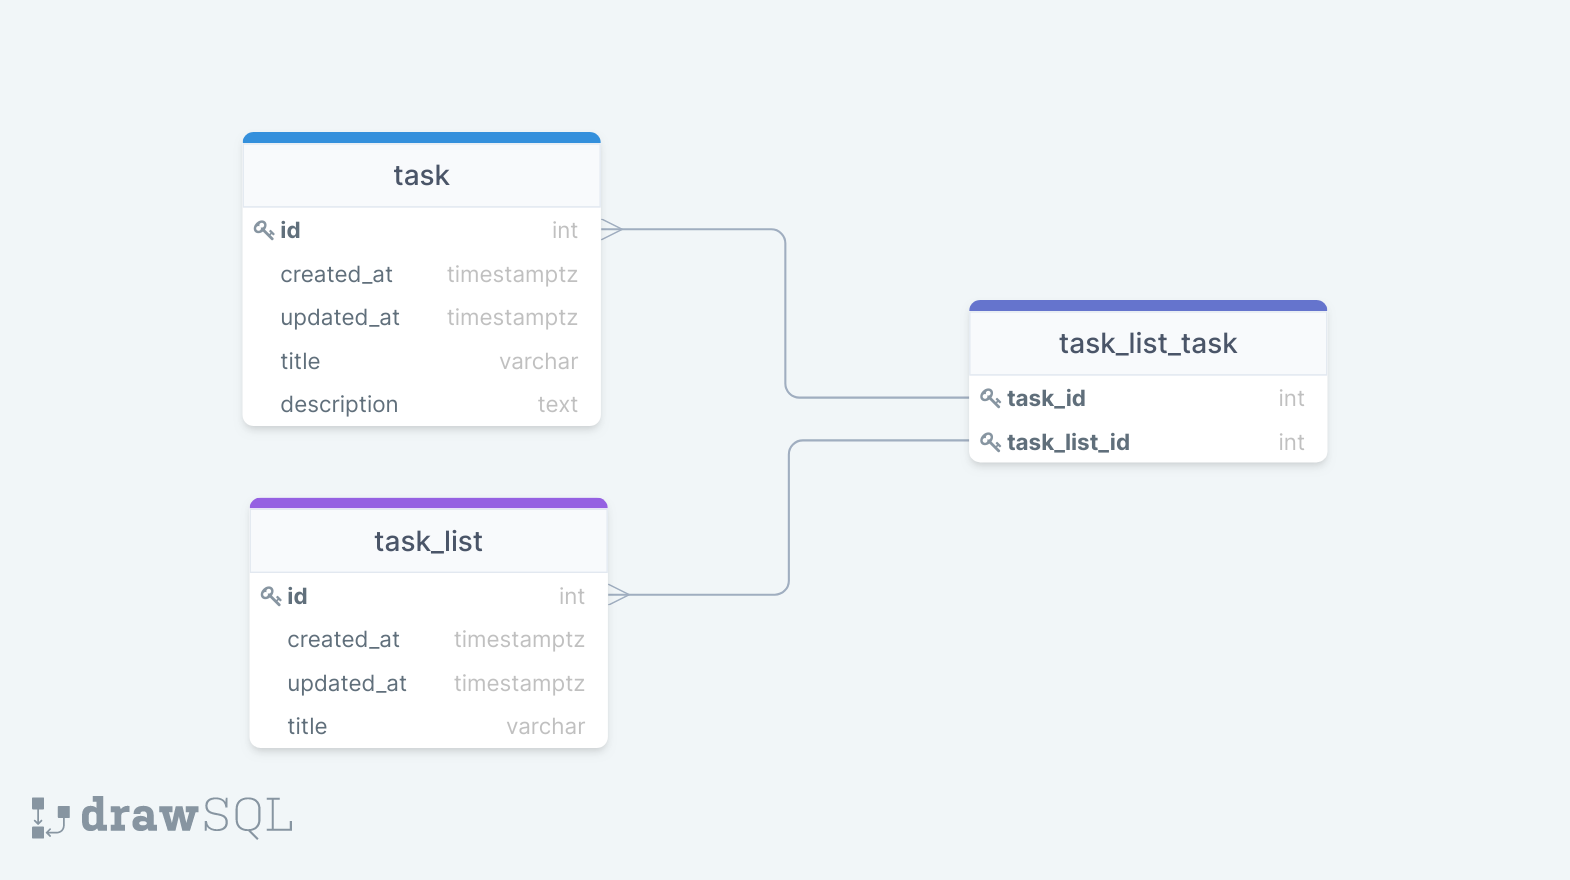 task
id int
created_at timestamptz
updated_at timestamptz
title varchar
description text
task_list_task
task_id int
task_list_id int
task_list
id int
created_at timestamptz
updated_at timestamptz
title varchar
drawSQL